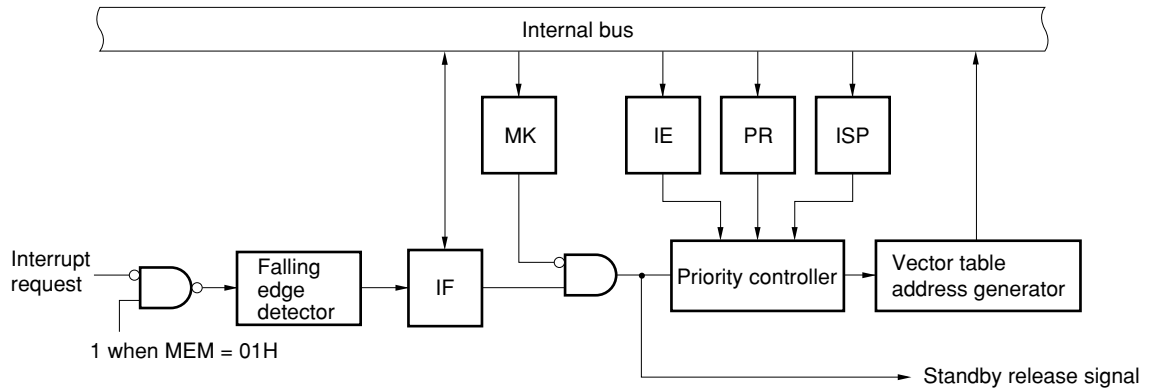 Internal bus
MK
IE
PR
ISP
Interrupt
request
Falling
edge
detector
IF
Priority controller
Vector table
address generator
1 when MEM = 01H
Standby release signal